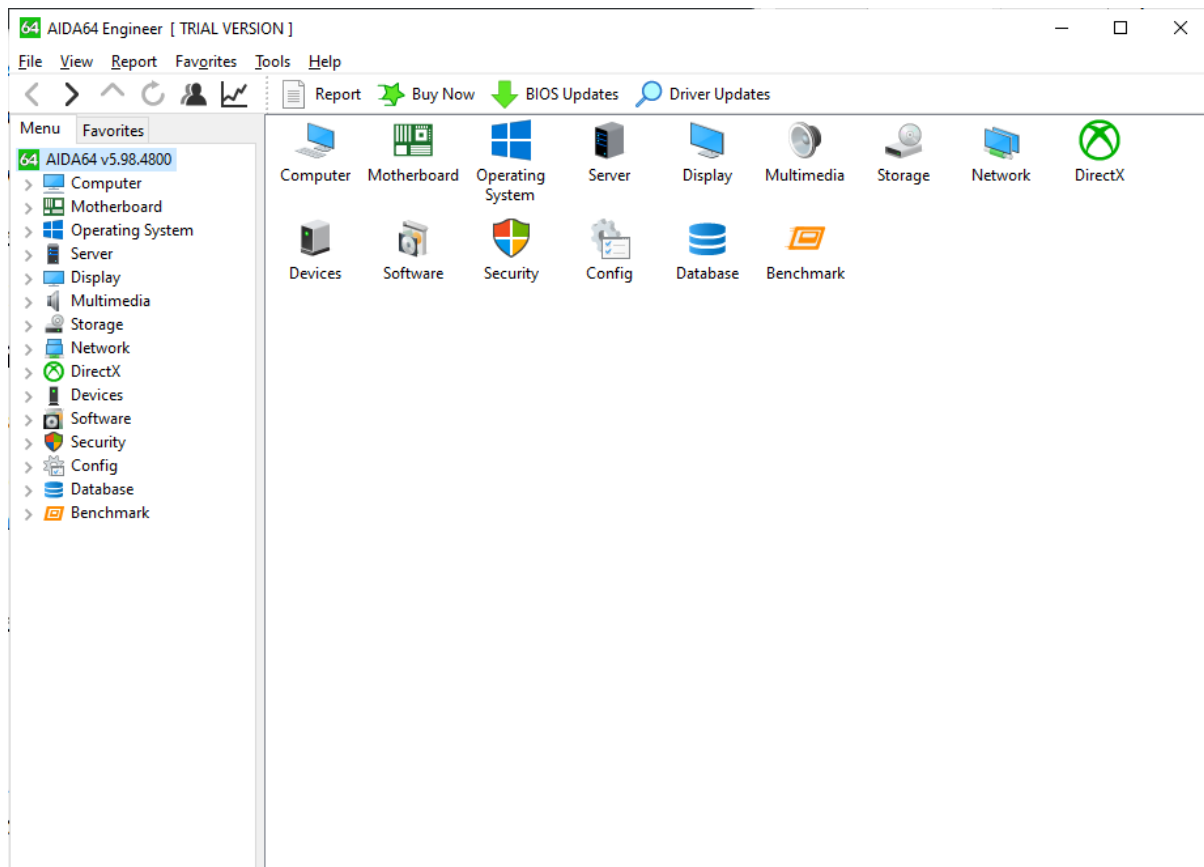 64 AIDA64 Engineer [ TRIAL VERSION ]
File View Report Favorites Tools Help
Report Buy Now BIOS Updates Driver Updates
Menu Favorites
64 AIDA64 v5.98.4800
Computer
Motherboard
Operating System
Server
Display
Multimedia
Storage
Network
DirectX
Devices
Software
Security
Config
Database
Benchmark
Computer Motherboard Operating System Server Display Multimedia Storage Network DirectX
Devices Software Security Config Database Benchmark